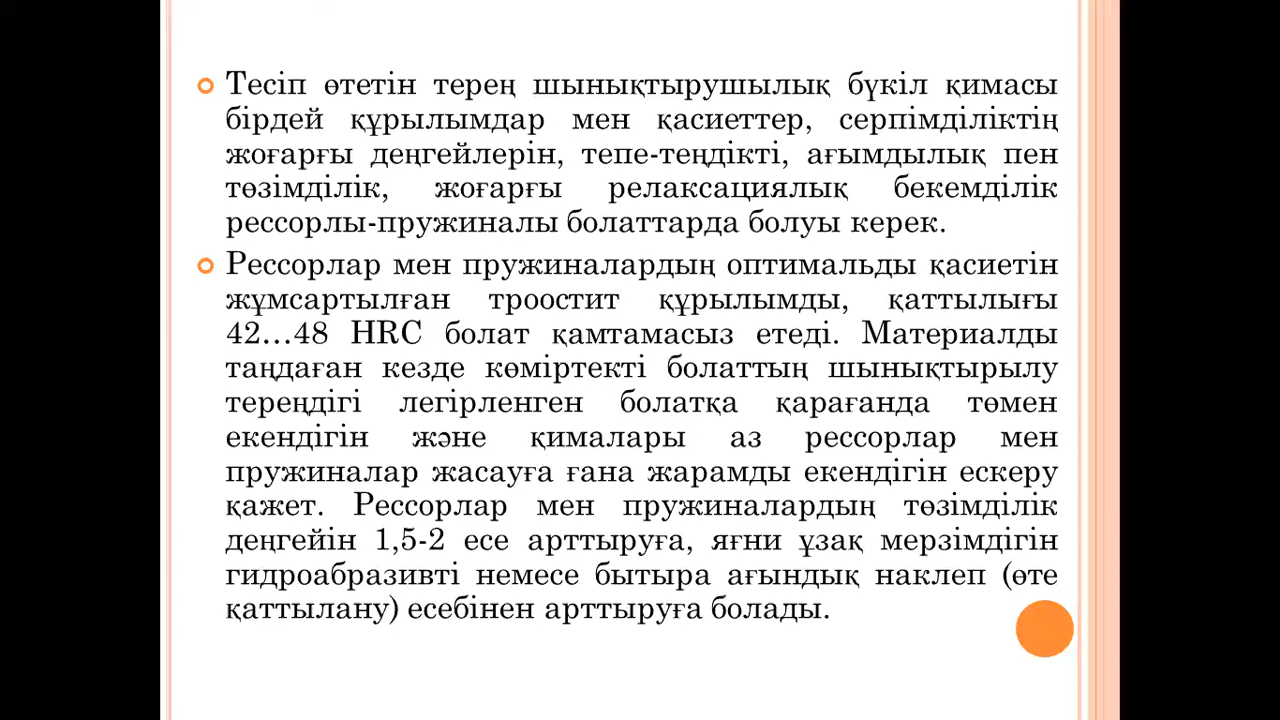 Тесіп өтетін терең шынықтырушылық бүкіл қимасы
бірдей құрылымдар мен қасиеттер, серпімділіктің
жоғарғы деңгейлерін, тепе-теңдікті, ағымдылық пен
төзімділік, жоғарғы релаксациялық бекемділік
рессорлы-пружиналы болаттарда болуы керек.
Рессорлар мен пружиналардың оптимальды қасиетін
жұмсартылған троостит құрылымды, қаттылығы
42…48 HRC болат қамтамасыз етеді. Материалды
таңдаған кезде көміртекті болаттың шынықтырылу
тереңдігі легірленген болатқа қарағанда төмен
екендігін және қималары аз рессорлар мен
пружиналар жасауға ғана жарамды екендігін ескеру
қажет. Рессорлар мен пружиналардың төзімділік
деңгейін 1,5-2 есе арттыруға, яғни ұзақ мерзімдігін
гидроабразивті немесе бытыра ағындық наклеп (өте
қаттылану) есебінен арттыруға болады.